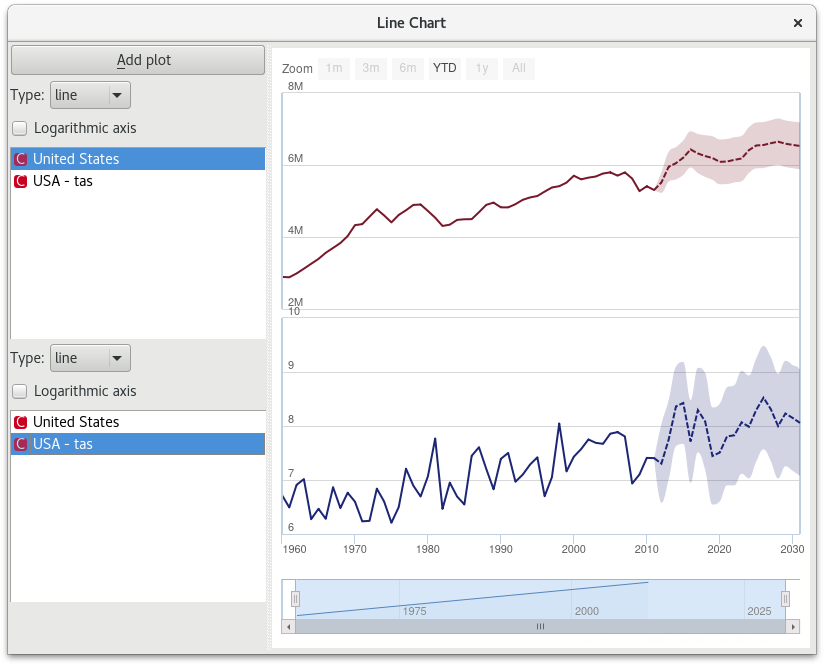 Line Chart
Add plot
Type: line
Logarithmic axis
C United States
C USA - tas
Type: line
Logarithmic axis
C United States
C USA - tas
Zoom 1m 3m 6m YTD 1y All
8M
6M
4M
2M
10
9
8
7
6
1960 1970 1980 1990 2000 2010 2020 2030
1975 2000 2025